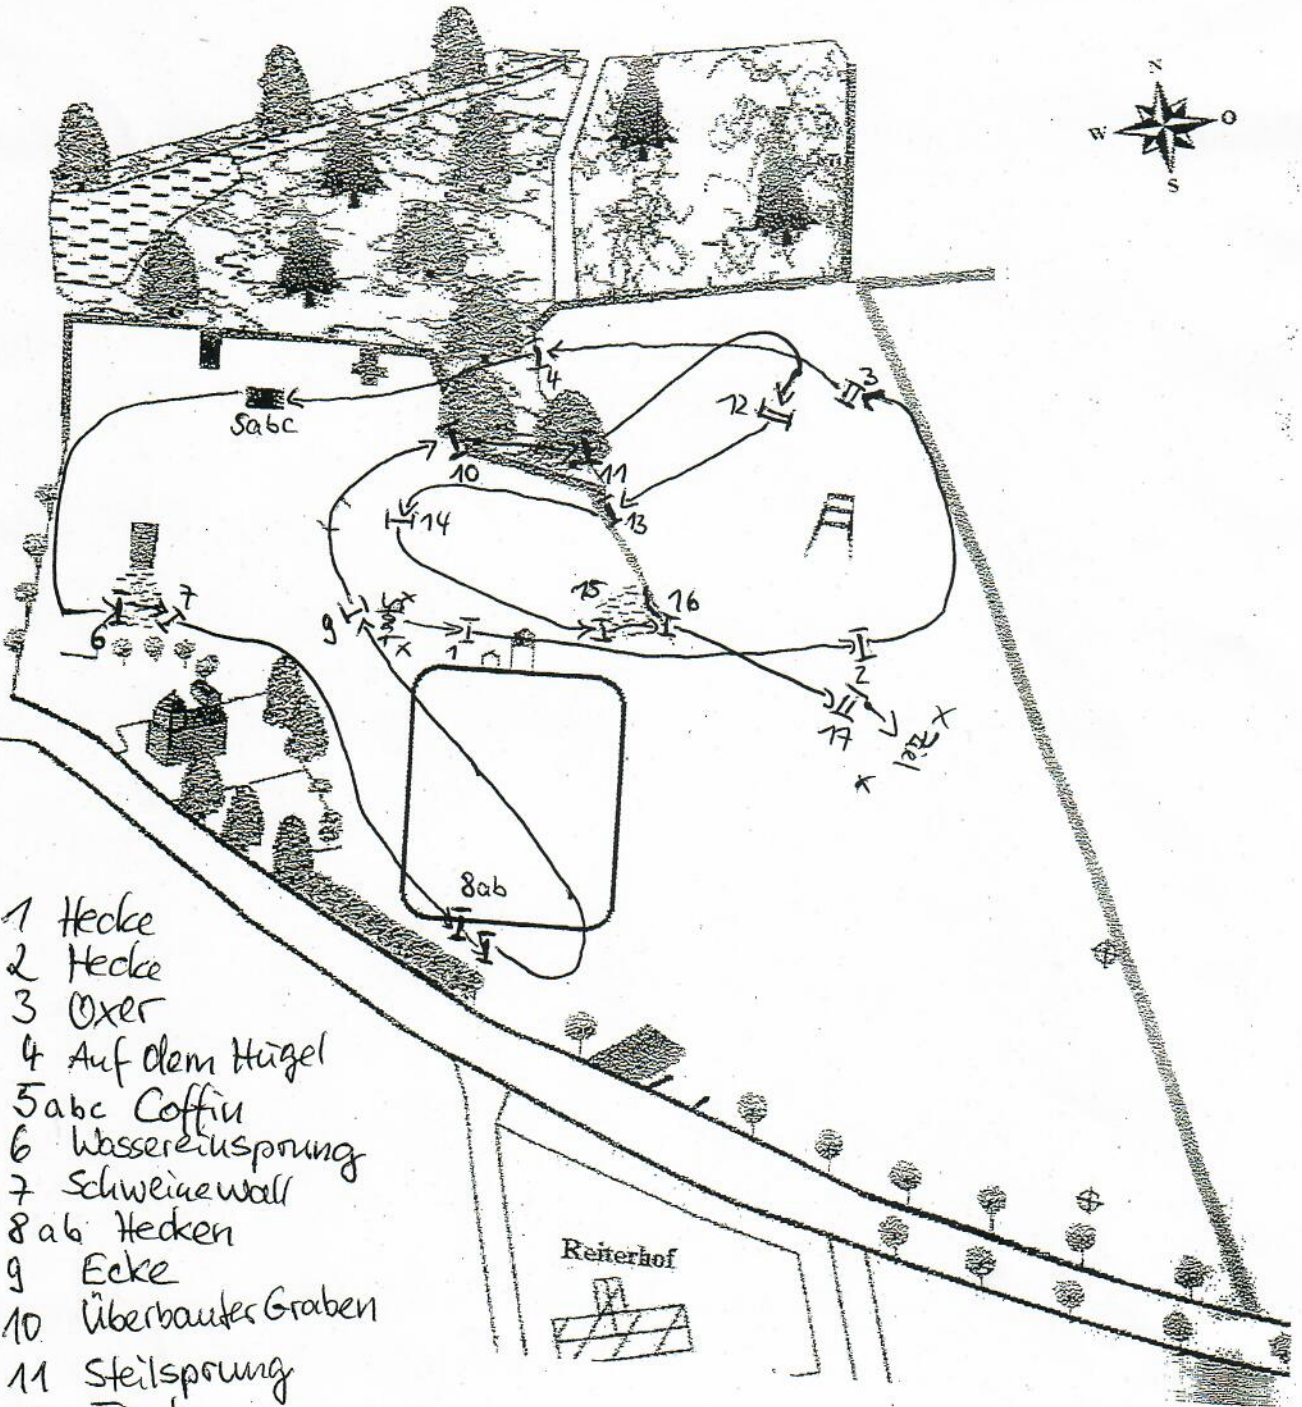 N
W
O
S
3
4
12
5abc
10
11
13
14
15
16
7
6
9
1
2
17
Ziel
8ab
1 Hecke
2 Hecke
3 Oxer
4 Auf dem Hügel
5abc Coffin
6 Wassereinsprung
7 Schweinewall
8ab Hecken
9 Ecke
10 Überbauter Graben
11 Steilsprung
Reiterhof